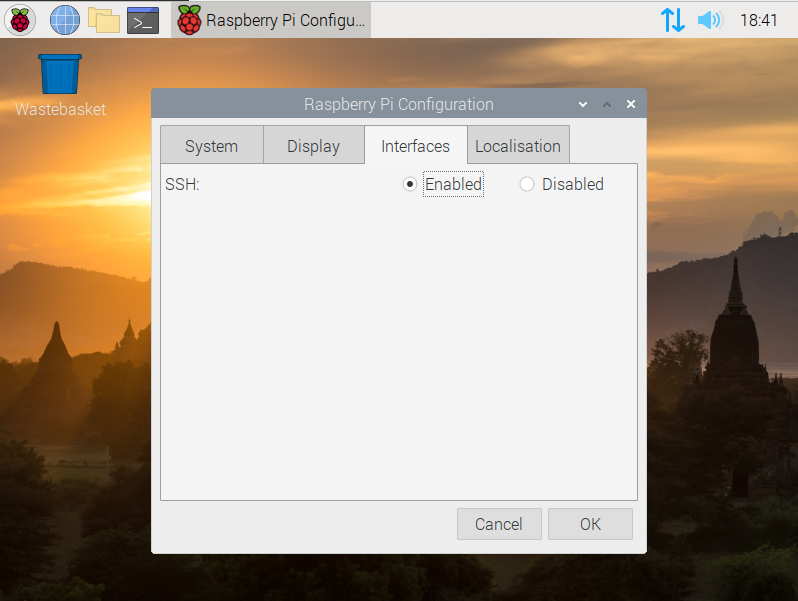 Raspberry Pi Configu...
18:41
Wastebasket
Raspberry Pi Configuration
System
Display
Interfaces
Localisation
SSH:
Enabled
Disabled
Cancel
OK